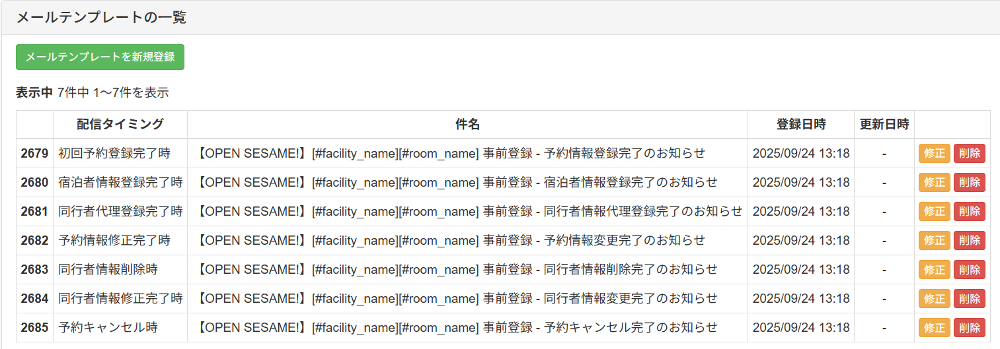 メールテンプレートの一覧
メールテンプレートを新規登録
表示中 7件中 1～7件を表示
配信タイミング 件名 登録日時 更新日時
2679 初回予約登録完了時 【OPEN SESAME!】[#facility_name][#room_name] 事前登録 - 予約情報登録完了のお知らせ 2025/09/24 13:18 - 修正 削除
2680 宿泊者情報登録完了時 【OPEN SESAME!】[#facility_name][#room_name] 事前登録 - 宿泊者情報登録完了のお知らせ 2025/09/24 13:18 - 修正 削除
2681 同行者代理登録完了時 【OPEN SESAME!】[#facility_name][#room_name] 事前登録 - 同行者情報代理登録完了のお知らせ 2025/09/24 13:18 - 修正 削除
2682 予約情報修正完了時 【OPEN SESAME!】[#facility_name][#room_name] 事前登録 - 予約情報変更完了のお知らせ 2025/09/24 13:18 - 修正 削除
2683 同行者情報削除時 【OPEN SESAME!】[#facility_name][#room_name] 事前登録 - 同行者情報削除完了のお知らせ 2025/09/24 13:18 - 修正 削除
2684 同行者情報修正完了時 【OPEN SESAME!】[#facility_name][#room_name] 事前登録 - 同行者情報変更完了のお知らせ 2025/09/24 13:18 - 修正 削除
2685 予約キャンセル時 【OPEN SESAME!】[#facility_name][#room_name] 事前登録 - 予約キャンセル完了のお知らせ 2025/09/24 13:18 - 修正 削除